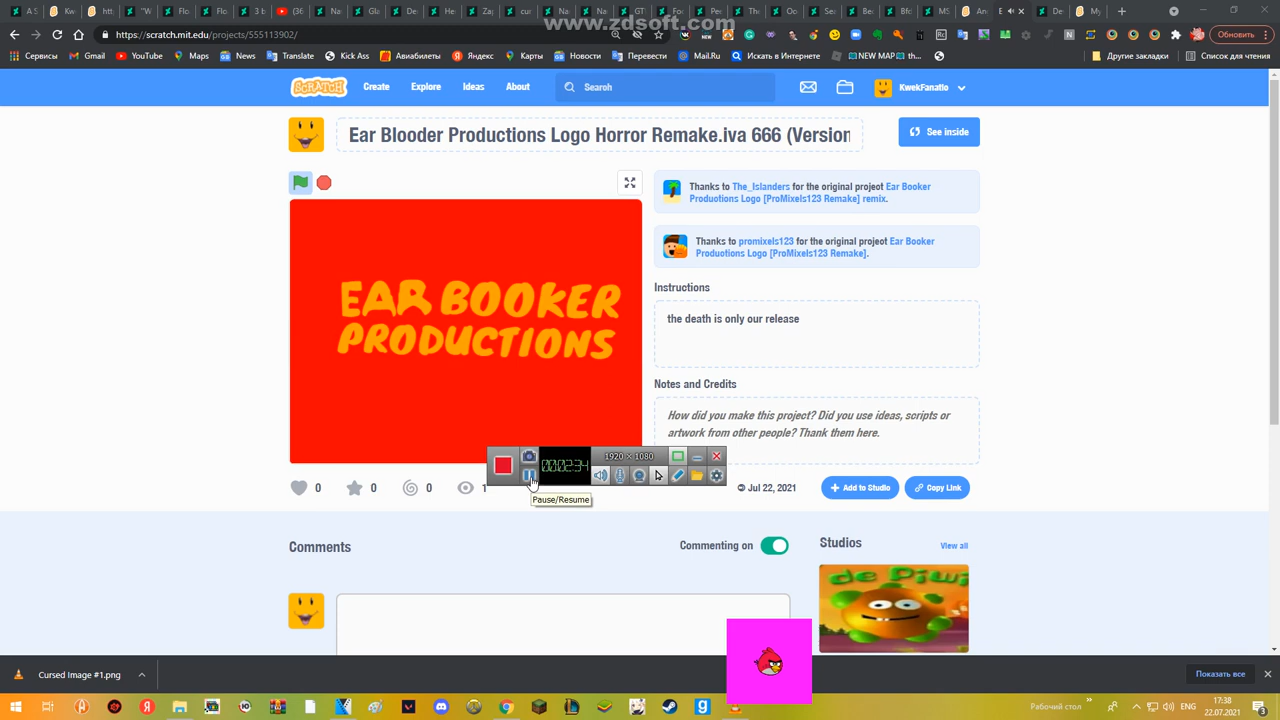 www.zdsoft.com
https://scratch.mit.edu/projects/555113902/
Обновить
Сервисы Gmail YouTube Maps News Translate Kick Ass Авиабилеты Яндекс Карты Новости Перевести Mail.Ru Искать в Интернете NEW MAP th... Другие закладки Список для чтения
SCRATCH Create Explore Ideas About Search KwekFanatio
Ear Blooder Productions Logo Horror Remake.iva 666 (Version
See inside
Thanks to The_Islanders for the original project Ear Booker
Productions Logo [ProMixels123 Remake] remix.
Thanks to promixels123 for the original project Ear Booker
Productions Logo [ProMixels123 Remake].
EAR BOOKER
PRODUCTIONS
Instructions
the death is only our release
Notes and Credits
How did you make this project? Did you use ideas, scripts or
artwork from other people? Thank them here.
00:02:34 1920 × 1080
Pause/Resume
0 0 0 1 © Jul 22, 2021 Add to Studio Copy Link
Comments
Commenting on
Studios
View all
de Piwi
Cursed Image #1.png
Показать все
Рабочий стол
ENG
17:38
22.07.2021
3